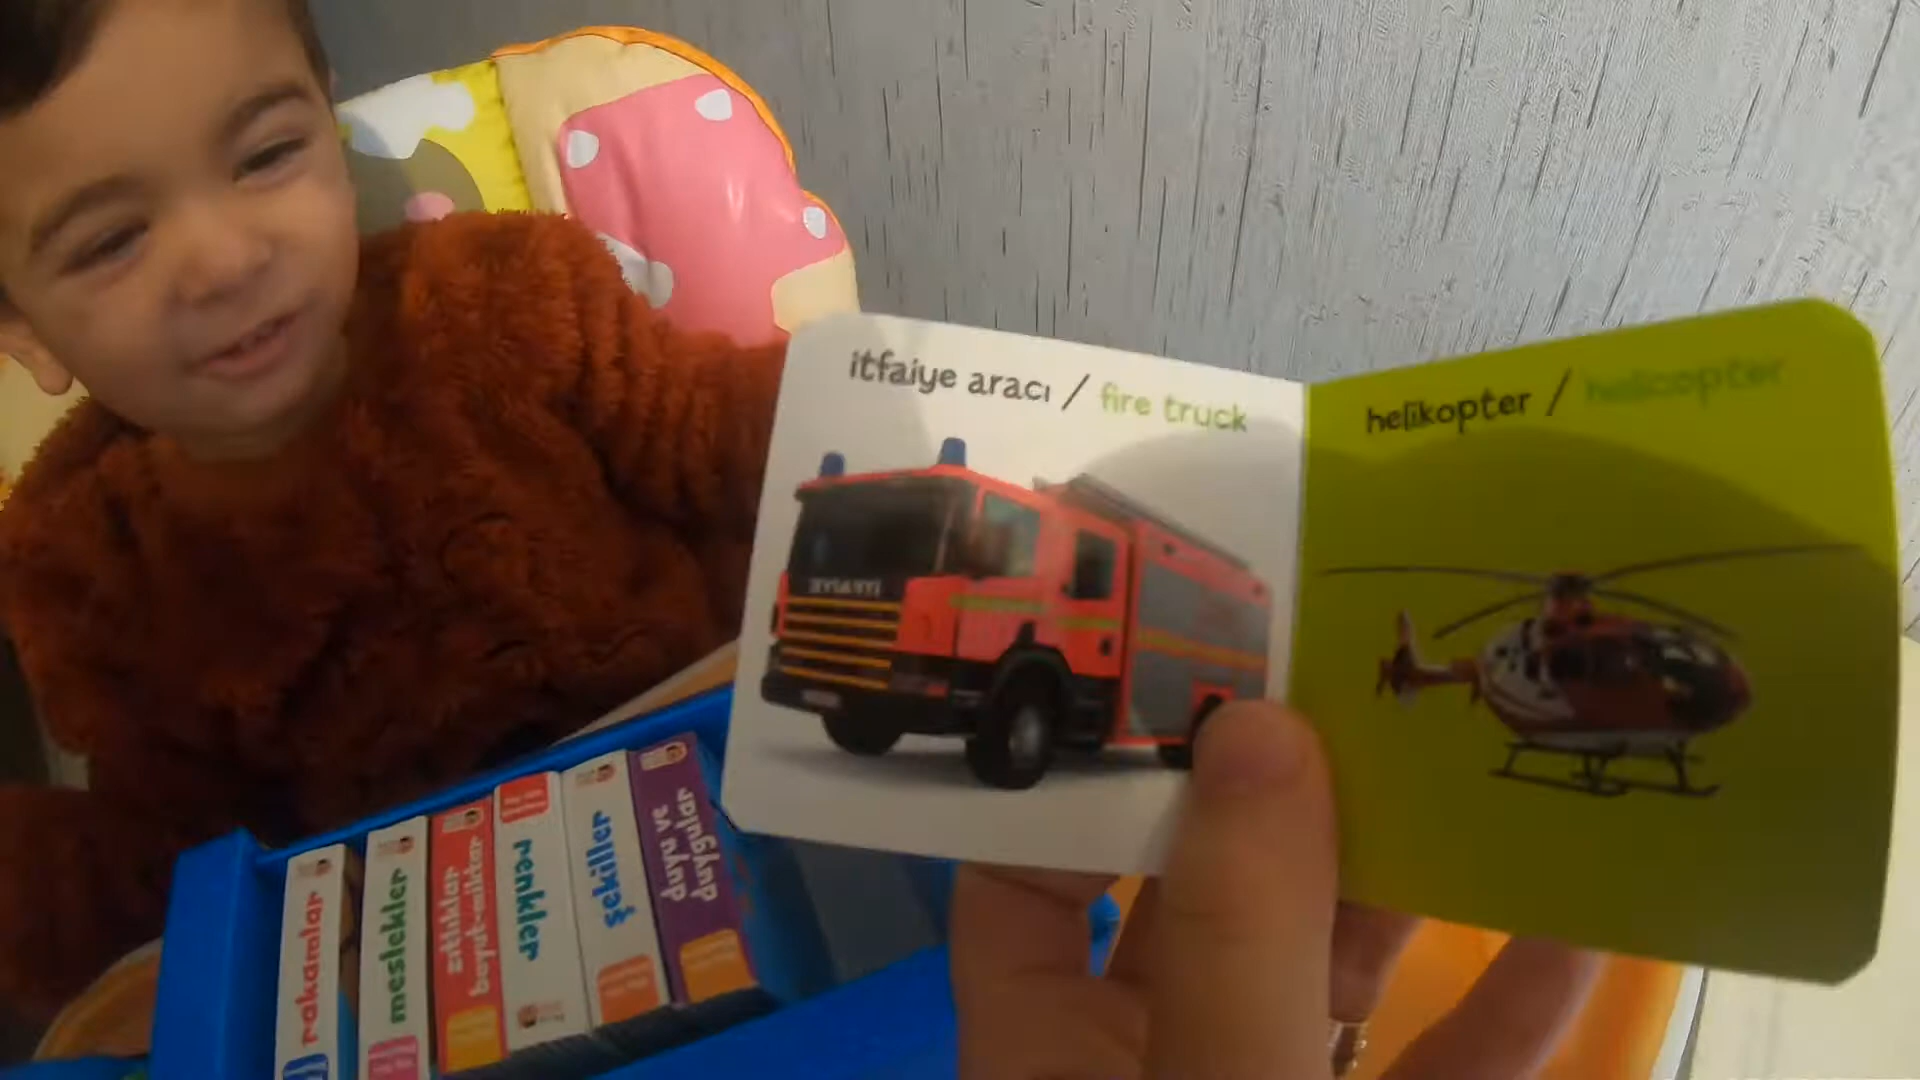 itfaiye aracı / fire truck
helikopter / helicopter
rakamlar
meslekler
zıtlıklar
boyut-miktar
renkler
şekiller
duyu ve
duygular